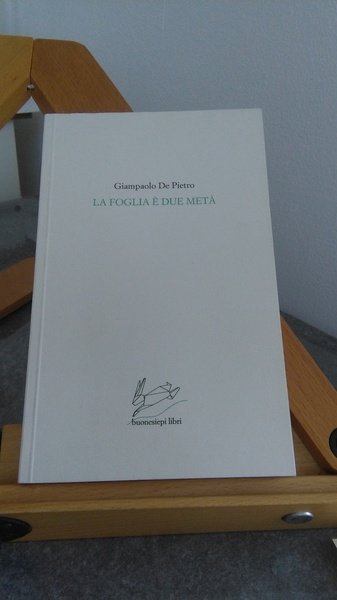 Giampaolo De Pietro
LA FOGLIA È DUE METÀ
buonesiepi libri